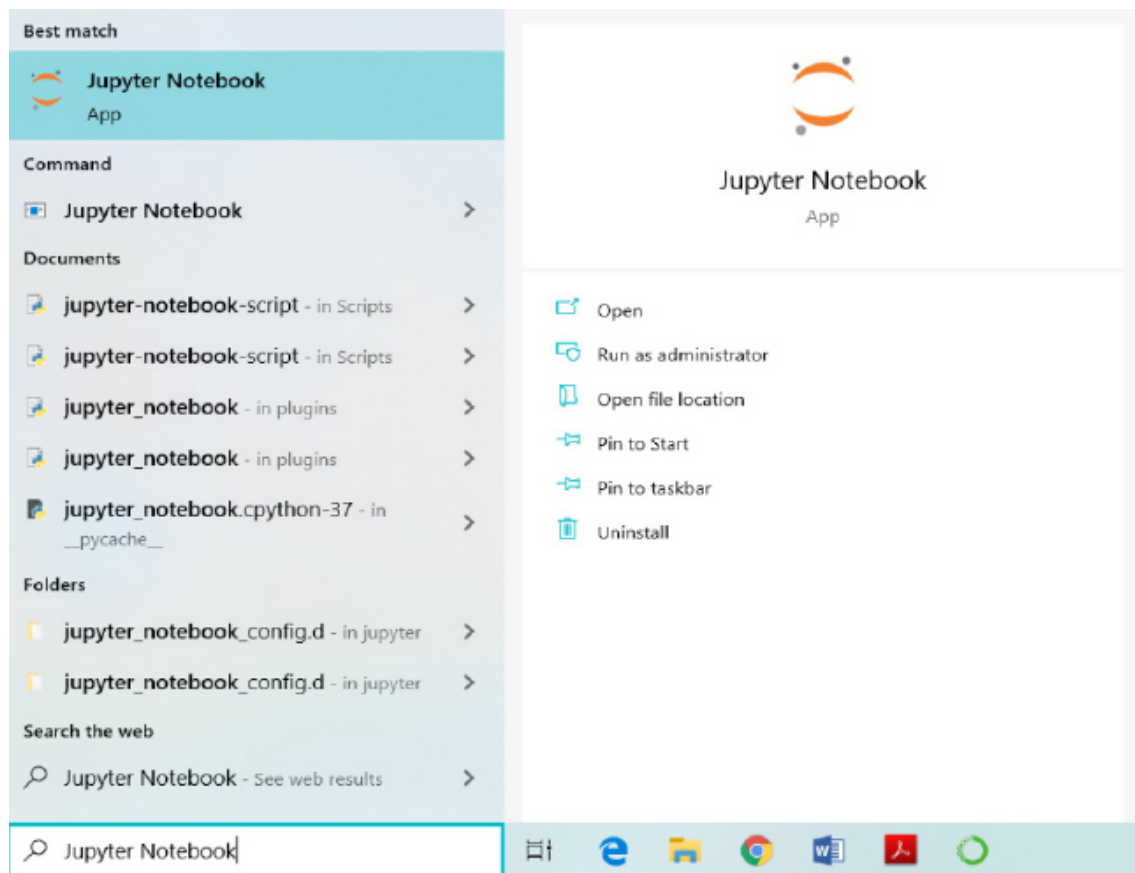 Best match
Jupyter Notebook
App
Command
Jupyter Notebook
Documents
jupyter-notebook-script - in Scripts
jupyter-notebook-script - in Scripts
jupyter_notebook - in plugins
jupyter_notebook - in plugins
jupyter_notebook.cpython-37 - in
__pycache__
Folders
jupyter_notebook_config.d - in jupyter
jupyter_notebook_config.d - in jupyter
Search the web
Jupyter Notebook - See web results
Jupyter Notebook
Jupyter Notebook
App
Open
Run as administrator
Open file location
Pin to Start
Pin to taskbar
Uninstall